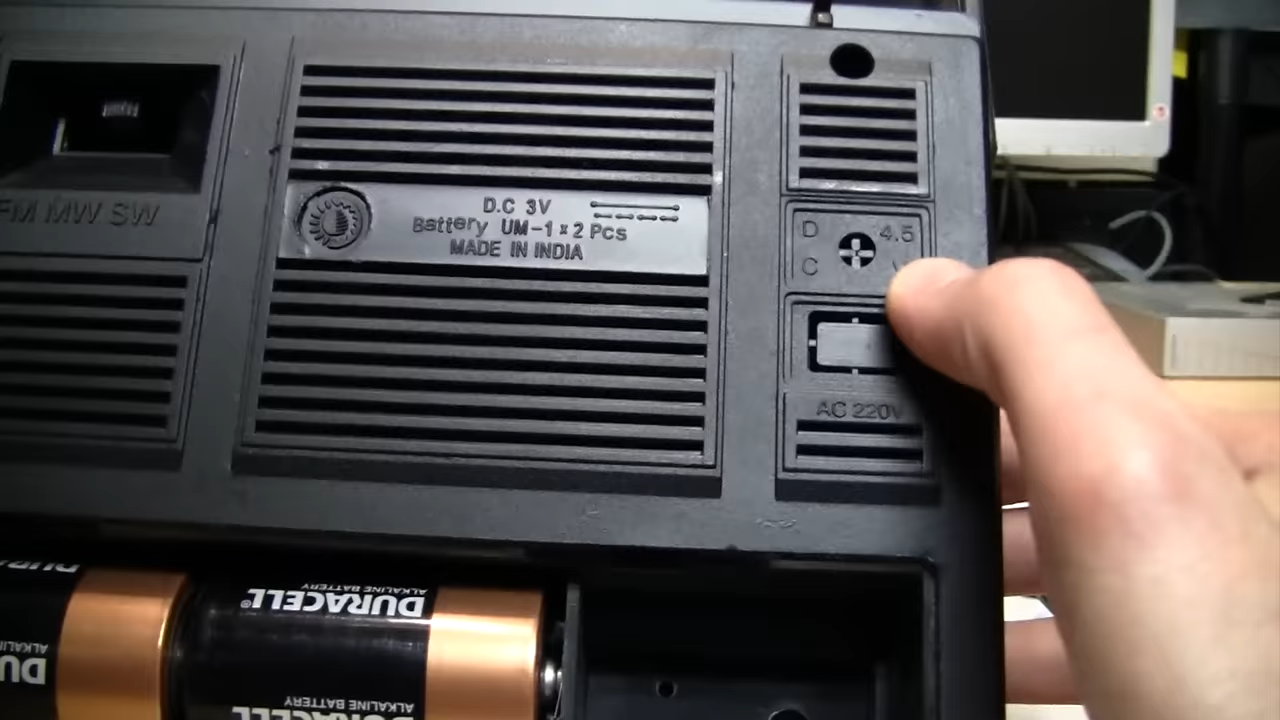 FM MW SW
D.C 3V
Battery UM-1 x 2 Pcs
MADE IN INDIA
D 4.5
C V
AC 220V
DURACELL®
ALKALINE BATTERY
DURACELL
ALKALINE BATTERY